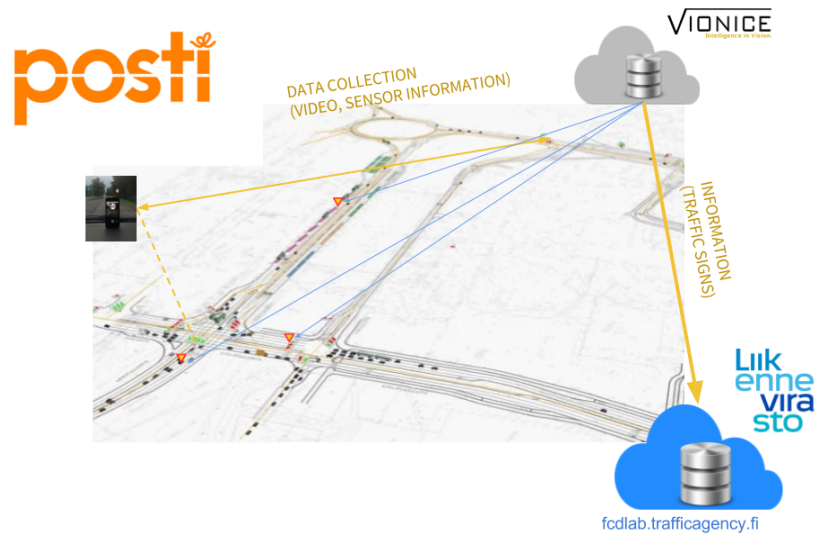 posti
VIONICE
Intelligence in Vision
DATA COLLECTION
(VIDEO, SENSOR INFORMATION)
INFORMATION
(TRAFFIC SIGNS)
Liik
enne
vira
sto
fcdlab.trafficagency.fi